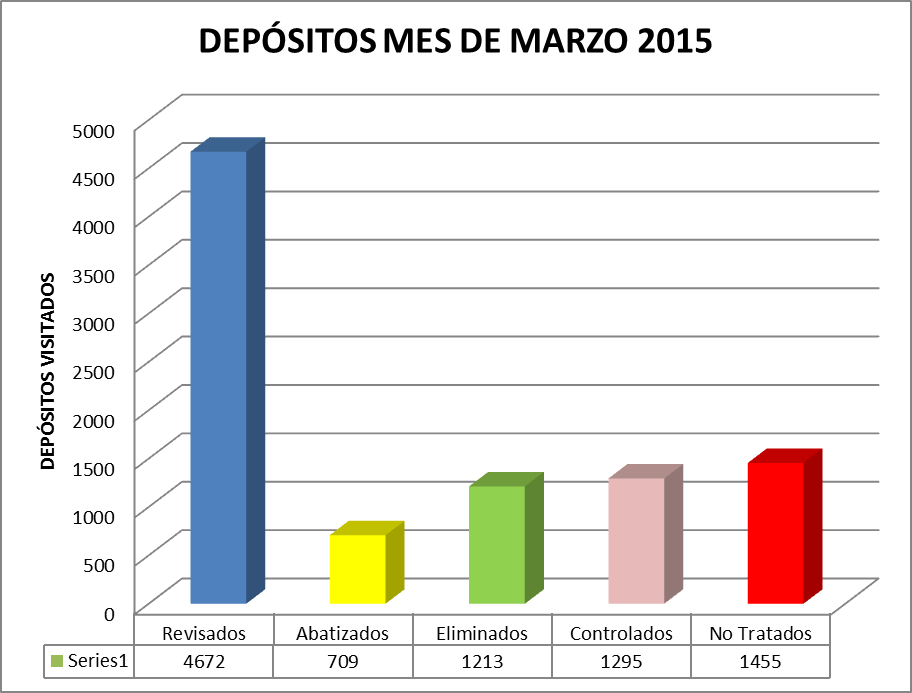 DEPÓSITOS MES DE MARZO 2015
DEPÓSITOS VISITADOS
5000
4500
4000
3500
3000
2500
2000
1500
1000
500
0
Revisados Abatizados Eliminados Controlados No Tratados
Series1 4672 709 1213 1295 1455